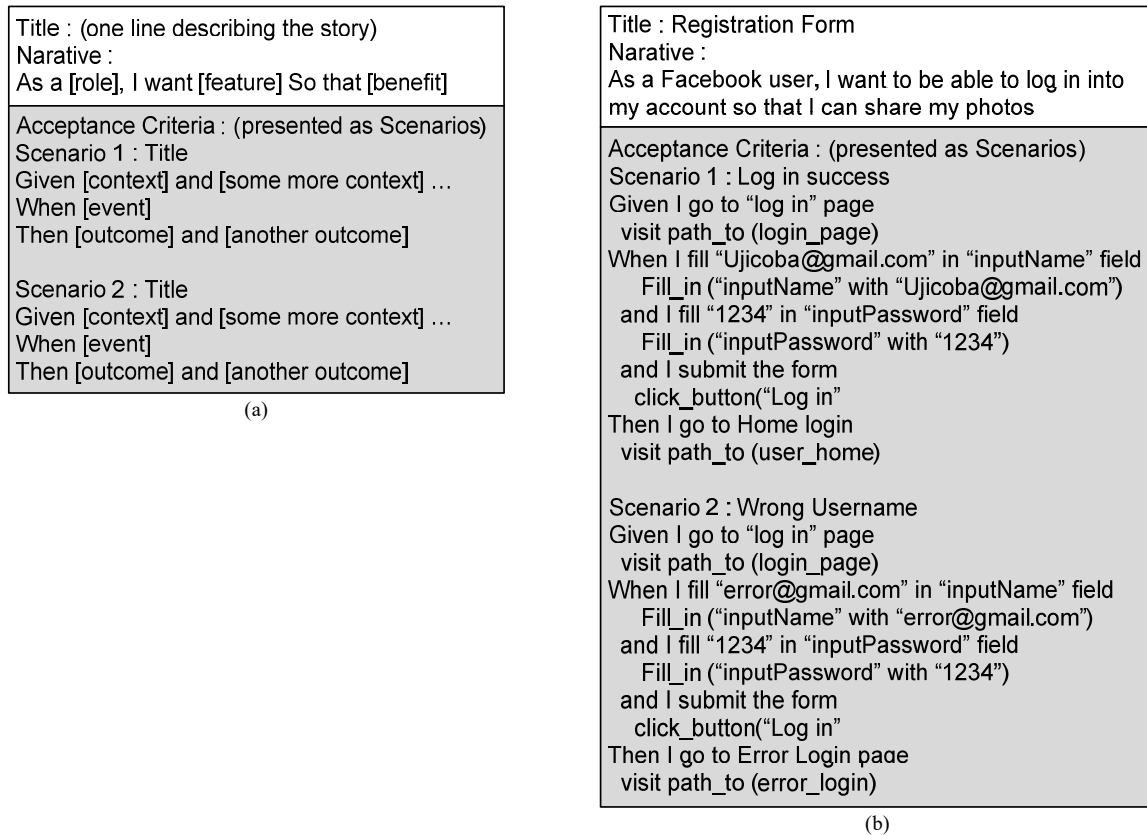 Title : (one line describing the story)
Narative :
As a [role], I want [feature] So that [benefit]
Acceptance Criteria : (presented as Scenarios)
Scenario 1 : Title
Given [context] and [some more context] …
When [event]
Then [outcome] and [another outcome]
Scenario 2 : Title
Given [context] and [some more context] …
When [event]
Then [outcome] and [another outcome]
(a)
Title : Registration Form
Narative :
As a Facebook user, I want to be able to log in into
my account so that I can share my photos
Acceptance Criteria : (presented as Scenarios)
Scenario 1 : Log in success
Given I go to “log in” page
visit path_to (login_page)
When I fill “Ujicoba@gmail.com” in “inputName” field
Fill_in (“inputName” with “Ujicoba@gmail.com”)
and I fill “1234” in “inputPassword” field
Fill_in (“inputPassword” with “1234”)
and I submit the form
click_button(“Log in”
Then I go to Home login
visit path_to (user_home)
Scenario 2 : Wrong Username
Given I go to “log in” page
visit path_to (login_page)
When I fill “error@gmail.com” in “inputName” field
Fill_in (“inputName” with “error@gmail.com”)
and I fill “1234” in “inputPassword” field
Fill_in (“inputPassword” with “1234”)
and I submit the form
click_button(“Log in”
Then I go to Error Login page
visit path_to (error_login)
(b)